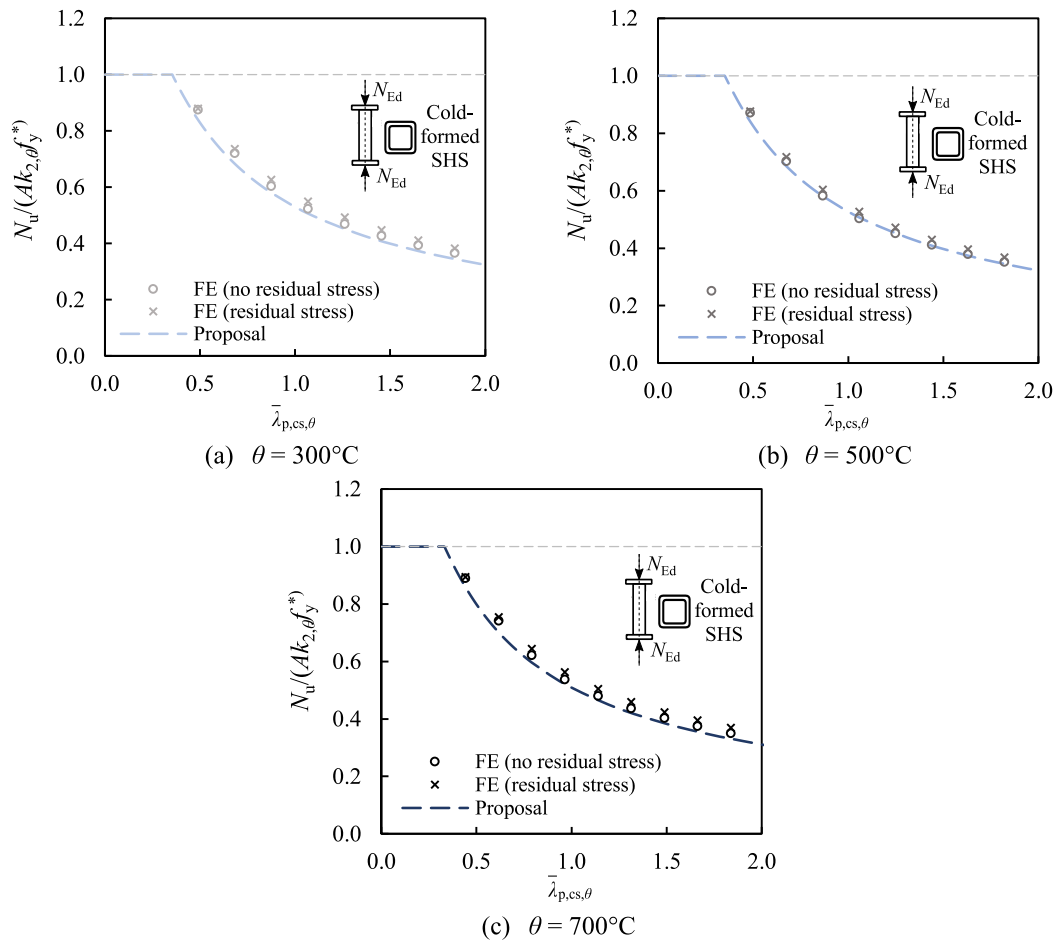 1.2
1.0
0.8
0.6
0.4
0.2
0.0
N_u/(Ak_{2,θ}f_y^*)
N_Ed
Cold-
formed
SHS
N_Ed
FE (no residual stress)
FE (residual stress)
Proposal
0.0 0.5 1.0 1.5 2.0
λ̄_{p,cs,θ}
(a) θ = 300°C
1.2
1.0
0.8
0.6
0.4
0.2
0.0
N_u/(Ak_{2,θ}f_y^*)
N_Ed
Cold-
formed
SHS
N_Ed
FE (no residual stress)
FE (residual stress)
Proposal
0.0 0.5 1.0 1.5 2.0
λ̄_{p,cs,θ}
(b) θ = 500°C
1.2
1.0
0.8
0.6
0.4
0.2
0.0
N_u/(Ak_{2,θ}f_y^*)
N_Ed
Cold-
formed
SHS
N_Ed
FE (no residual stress)
FE (residual stress)
Proposal
0.0 0.5 1.0 1.5 2.0
λ̄_{p,cs,θ}
(c) θ = 700°C